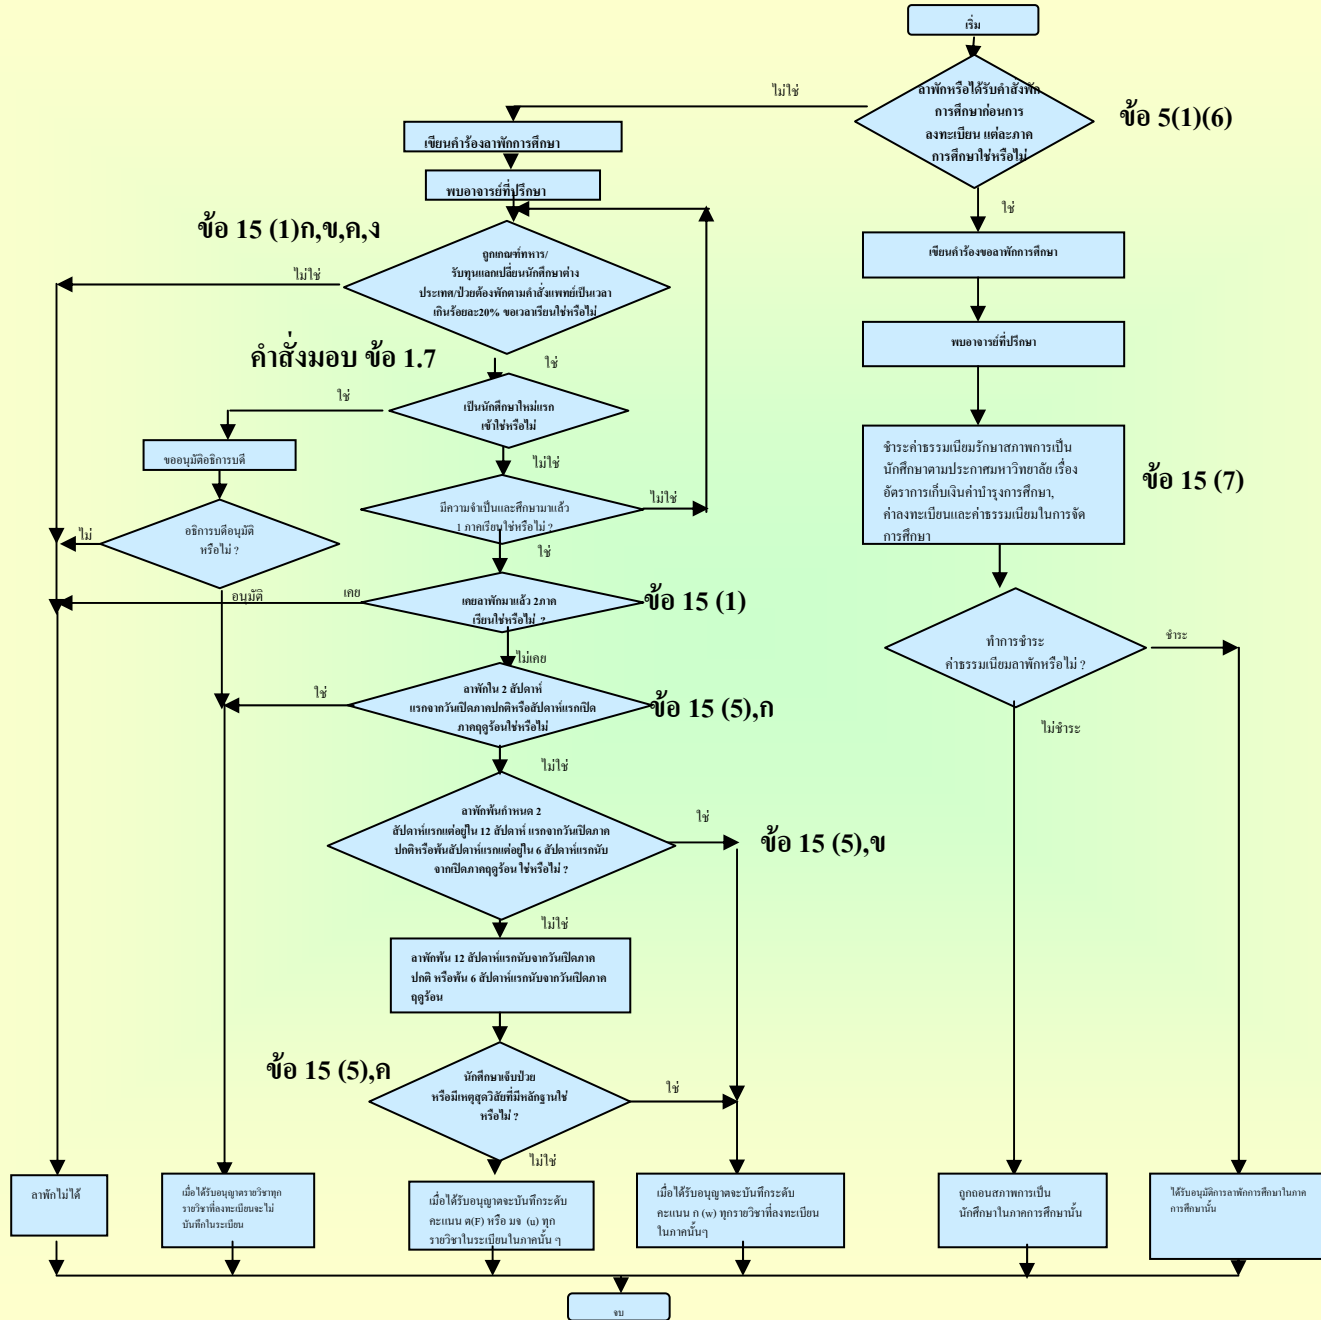 เริ่ม
ลาพักหรือได้รับคำสั่งพัก
การศึกษาก่อนการ
ลงทะเบียน แต่ละภาค
การศึกษาใช่หรือไม่
ข้อ 5(1)(6)
ไม่ใช่
เขียนคำร้องลาพักการศึกษา
พบอาจารย์ที่ปรึกษา
ใช่
ข้อ 15 (1)ก,ข,ค,ง
เขียนคำร้องขอลาพักการศึกษา
ไม่ใช่
ถูกเกณฑ์ทหาร/
รับทุนแลกเปลี่ยนนักศึกษาต่าง
ประเทศ/ป่วยต้องพักตามคำสั่งแพทย์เป็นเวลา
เกินร้อยละ20% ขอเวลาเรียนใช่หรือไม่
พบอาจารย์ที่ปรึกษา
คำสั่งมอบ ข้อ 1.7
ใช่
ใช่
เป็นนักศึกษาใหม่แรก
เข้าใช่หรือไม่
ขออนุมัติอธิการบดี
ไม่ใช่
ชำระค่าธรรมเนียมรักษาสภาพการเป็น
นักศึกษาตามประกาศมหาวิทยาลัย เรื่อง
อัตราการเก็บเงินค่าบำรุงการศึกษา,
ค่าลงทะเบียนและค่าธรรมเนียมในการจัด
การศึกษา
ข้อ 15 (7)
มีความจำเป็นและศึกษามาแล้ว
1 ภาคเรียนใช่หรือไม่ ?
ไม่ใช่
ไม่
อธิการบดีอนุมัติ
หรือไม่ ?
ใช่
อนุมัติ
เคย
เคยลาพักมาแล้ว 2ภาค
เรียนใช่หรือไม่ ?
ข้อ 15 (1)
ทำการชำระ
ค่าธรรมเนียมลาพักหรือไม่ ?
ชำระ
ไม่เคย
ใช่
ลาพักใน 2 สัปดาห์
แรกจากวันเปิดภาคปกติหรือสัปดาห์แรกเปิด
ภาคฤดูร้อนใช่หรือไม่
ข้อ 15 (5),ก
ไม่ชำระ
ไม่ใช่
ลาพักพ้นกำหนด 2
สัปดาห์แรกแต่อยู่ใน 12 สัปดาห์ แรกจากวันเปิดภาค
ปกติหรือพ้นสัปดาห์แรกแต่อยู่ใน 6 สัปดาห์แรกนับ
จากเปิดภาคฤดูร้อน ใช่หรือไม่ ?
ใช่
ข้อ 15 (5),ข
ไม่ใช่
ลาพักพ้น 12 สัปดาห์แรกนับจากวันเปิดภาค
ปกติ หรือพ้น 6 สัปดาห์แรกนับจากวันเปิดภาค
ฤดูร้อน
ข้อ 15 (5),ค
นักศึกษาเจ็บป่วย
หรือมีเหตุสุดวิสัยที่มีหลักฐานใช่
หรือไม่ ?
ใช่
ไม่ใช่
ลาพักไม่ได้
เมื่อได้รับอนุญาตรายวิชาทุก
รายวิชาที่ลงทะเบียนจะไม่
บันทึกในระเบียน
เมื่อได้รับอนุญาตจะบันทึกระดับ
คะแนน ต(F) หรือ มจ (u) ทุก
รายวิชาในระเบียนในภาคนั้น ๆ
เมื่อได้รับอนุญาตจะบันทึกระดับ
คะแนน ก (w) ทุกรายวิชาที่ลงทะเบียน
ในภาคนั้นๆ
ถูกถอนสภาพการเป็น
นักศึกษาในภาคการศึกษานั้น
ได้รับอนุมัติการลาพักการศึกษาในภาค
การศึกษานั้น
จบ